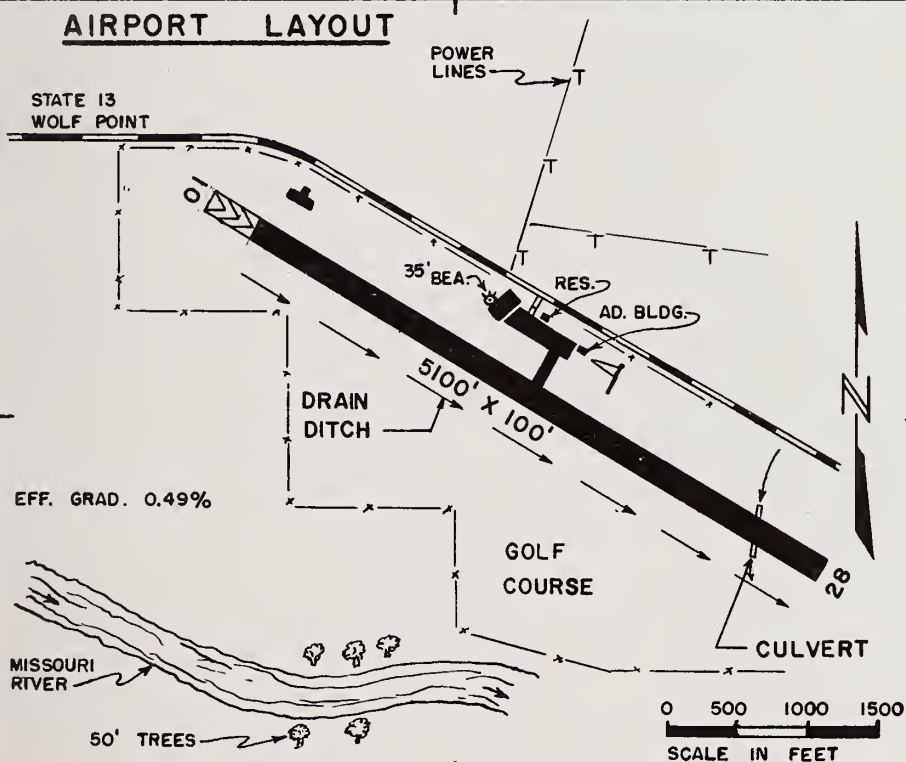 AIRPORT LAYOUT
POWER
LINES
STATE 13
WOLF POINT
10
35' BEA.
RES.
AD. BLDG.
5100' X 100'
DRAIN
DITCH
N
EFF. GRAD. 0.49%
GOLF
COURSE
28
CULVERT
MISSOURI
RIVER
50' TREES
0 500 1000 1500
SCALE IN FEET